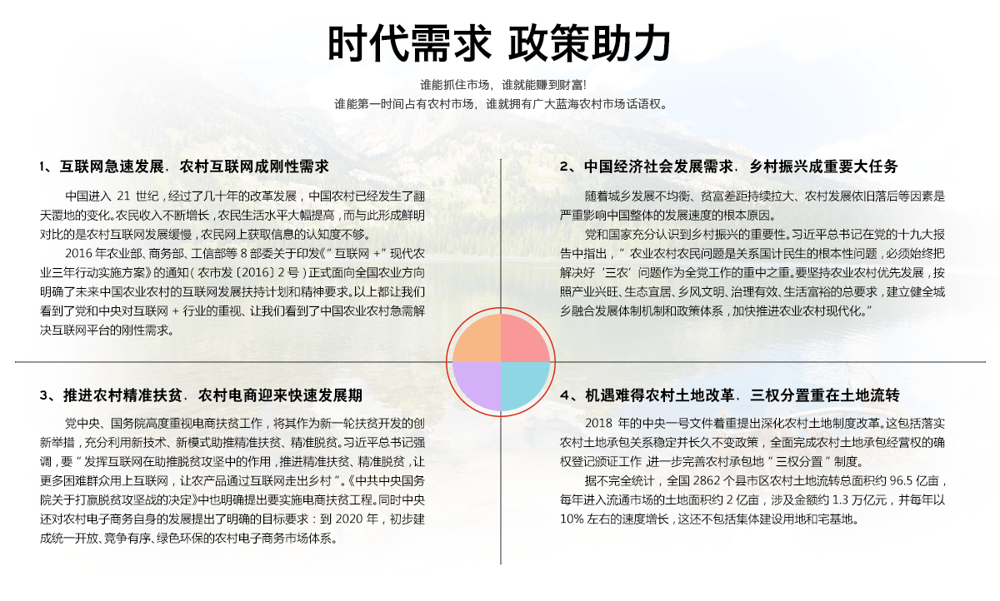 时代需求 政策助力
谁能抓住市场，谁就能赚到财富!
谁能第一时间占有农村市场，谁就拥有广大蓝海农村市场话语权。
1、互联网急速发展，农村互联网成刚性需求
中国进入 21 世纪，经过了几十年的改革发展，中国农村已经发生了翻
天覆地的变化。农民收入不断增长，农民生活水平大幅提高，而与此形成鲜明
对比的是农村互联网发展缓慢，农民网上获取信息的认知度不够。
2016 年农业部、商务部、工信部等 8 部委关于印发《“ 互联网 +” 现代农
业三年行动实施方案》的通知（ 农市发〔2016〕2 号 ）正式面向全国农业方向
明确了未来中国农业农村的互联网发展扶持计划和精神要求。以上都让我们
看到了党和中央对互联网 + 行业的重视、让我们看到了中国农业农村急需解
决互联网平台的刚性需求。
2、中国经济社会发展需求，乡村振兴成重要大任务
随着城乡发展不均衡、贫富差距持续拉大、农村发展依旧落后等因素是
严重影响中国整体的发展速度的根本原因。
党和国家充分认识到乡村振兴的重要性。习近平总书记在党的十九大报
告中指出，“ 农业农村农民问题是关系国计民生的根本性问题，必须始终把
解决好‘三农’问题作为全党工作的重中之重。要坚持农业农村优先发展，按
照产业兴旺、生态宜居、乡风文明、治理有效、生活富裕的总要求，建立健全城
乡融合发展体制机制和政策体系，加快推进农业农村现代化。”
3、推进农村精准扶贫，农村电商迎来快速发展期
党中央、国务院高度重视电商扶贫工作，将其作为新一轮扶贫开发的创
新举措，充分利用新技术、新模式助推精准扶贫、精准脱贫。习近平总书记强
调，要 “ 发挥互联网在助推脱贫攻坚中的作用，推进精准扶贫、精准脱贫，让
更多困难群众用上互联网，让农产品通过互联网走出乡村 ”。《中共中央国务
院关于打赢脱贫攻坚战的决定》中也明确提出要实施电商扶贫工程。同时中央
还对农村电子商务自身的发展提出了明确的目标要求：到 2020 年，初步建
成统一开放、竞争有序、绿色环保的农村电子商务市场体系。
4、机遇难得农村土地改革，三权分置重在土地流转
2018 年的中央一号文件着重提出深化农村土地制度改革。这包括落实
农村土地承包关系稳定并长久不变政策，全面完成农村土地承包经营权的确
权登记颁证工作，进一步完善农村承包地 “ 三权分置 ” 制度。
据不完全统计，全国 2862 个县市区农村土地流转总面积约 96.5 亿亩，
每年进入流通市场的土地面积约 2 亿亩，涉及金额约 1.3 万亿元，并每年以
10% 左右的速度增长，这还不包括集体建设用地和宅基地。